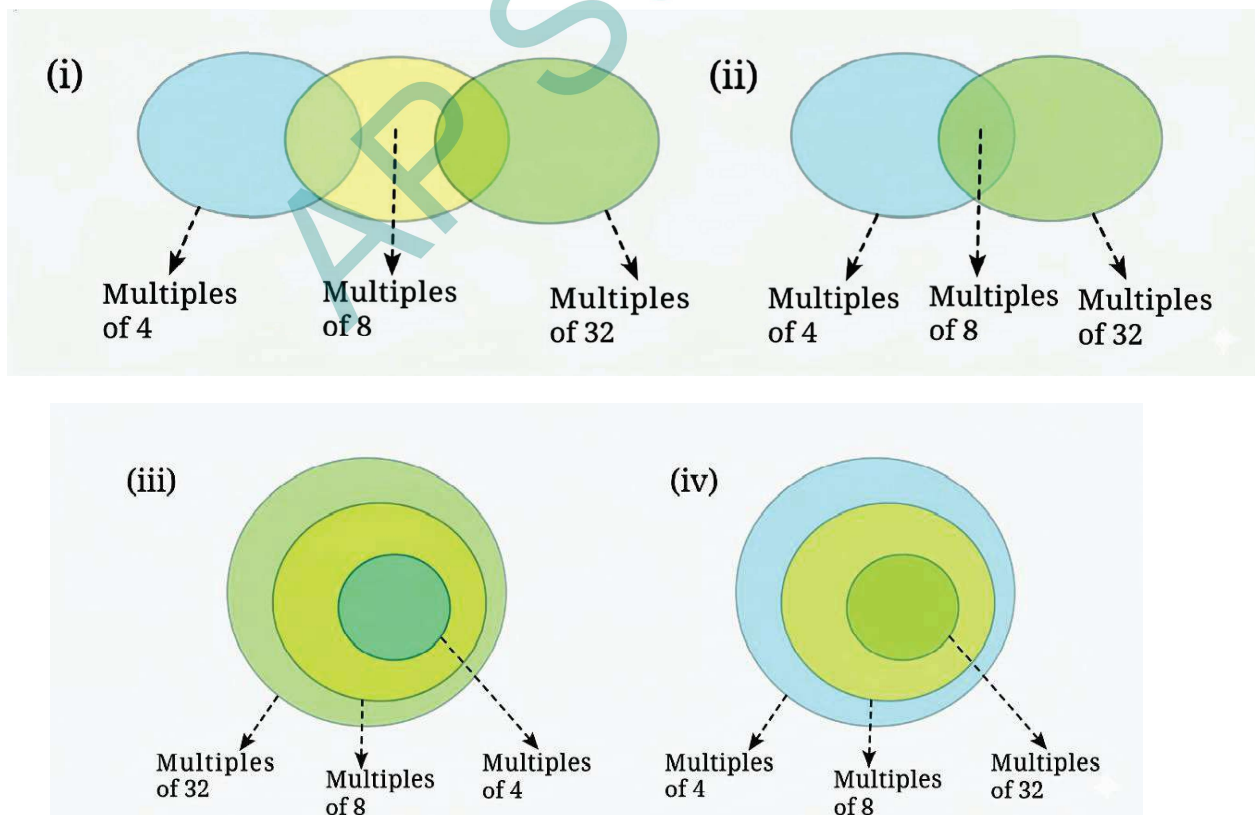 (i)
Multiples
of 4
Multiples
of 8
Multiples
of 32
(ii)
Multiples
of 4
Multiples
of 8
Multiples
of 32
(iii)
Multiples
of 32
Multiples
of 8
Multiples
of 4
(iv)
Multiples
of 4
Multiples
of 8
Multiples
of 32
AP S